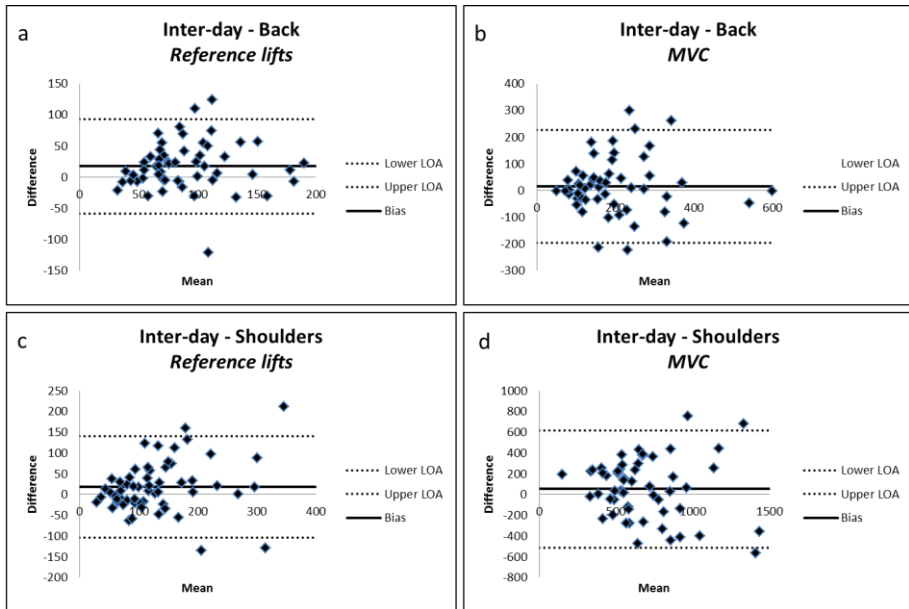 a
Inter-day - Back
Reference lifts
150
100
50
0
-50
-100
-150
0
50
100
150
200
Difference
Mean
Lower LOA
Upper LOA
Bias
b
Inter-day - Back
MVC
400
300
200
100
0
-100
-200
-300
0
200
400
600
Difference
Mean
Lower LOA
Upper LOA
Bias
c
Inter-day - Shoulders
Reference lifts
250
200
150
100
50
0
-50
-100
-150
-200
0
100
200
300
400
Difference
Mean
Lower LOA
Upper LOA
Bias
d
Inter-day - Shoulders
MVC
1000
800
600
400
200
0
-200
-400
-600
-800
0
500
1000
1500
Difference
Mean
Lower LOA
Upper LOA
Bias